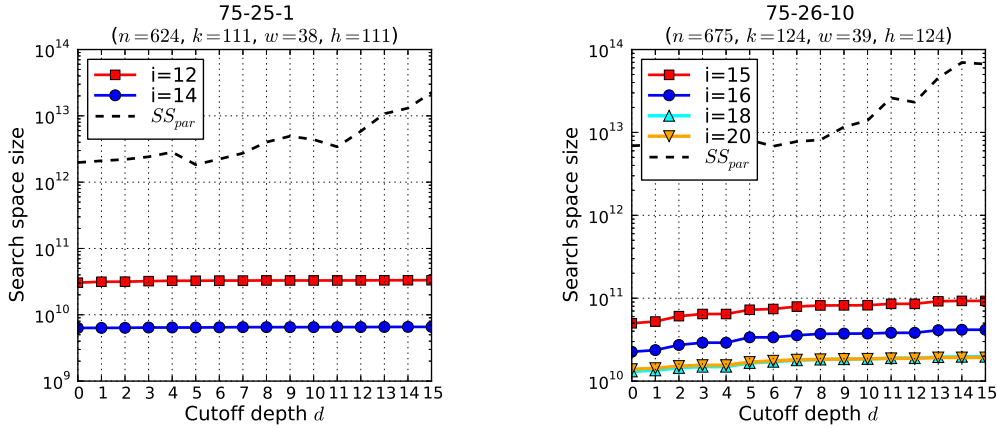 75-25-1
(n=624, k=111, w=38, h=111)
Search space size
10^14
10^13
10^12
10^11
10^10
10^9
i=12
i=14
SS_par
0 1 2 3 4 5 6 7 8 9 10 11 12 13 14 15
Cutoff depth d
75-26-10
(n=675, k=124, w=39, h=124)
Search space size
10^14
10^13
10^12
10^11
10^10
i=15
i=16
i=18
i=20
SS_par
0 1 2 3 4 5 6 7 8 9 10 11 12 13 14 15
Cutoff depth d